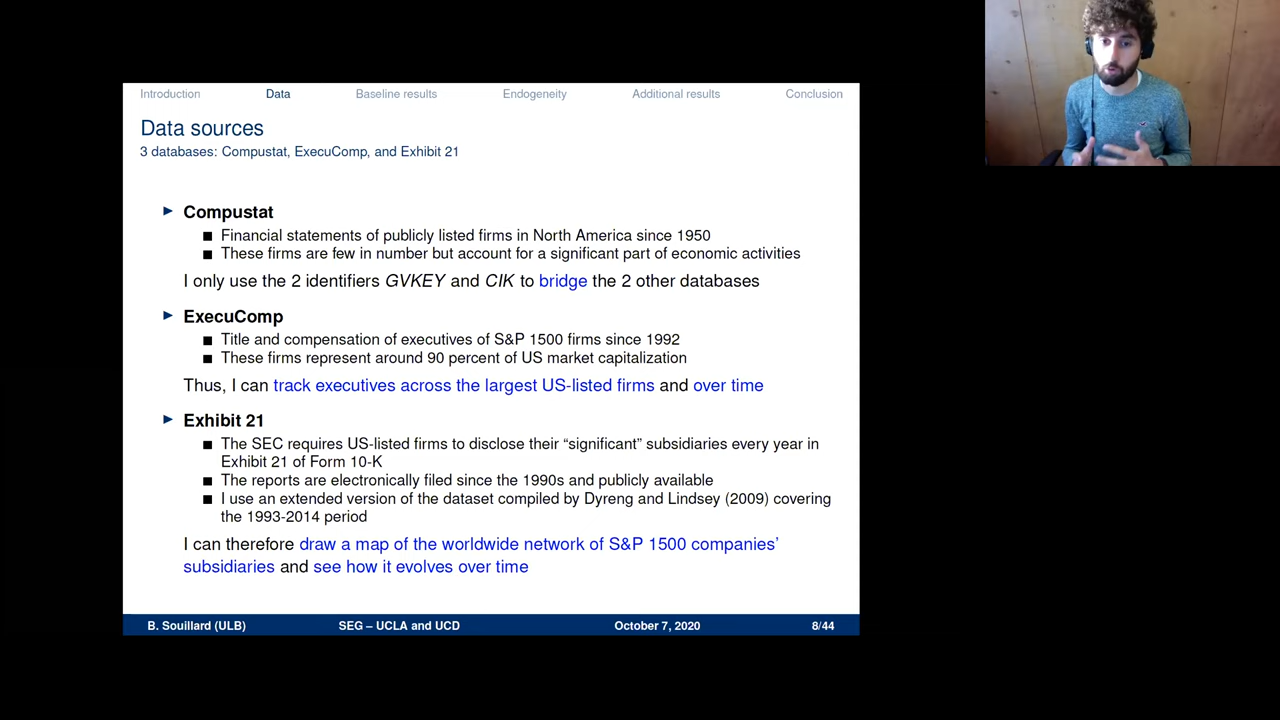 Introduction Data Baseline results Endogeneity Additional results Conclusion
Data sources
3 databases: Compustat, ExecuComp, and Exhibit 21
Compustat
Financial statements of publicly listed firms in North America since 1950
These firms are few in number but account for a significant part of economic activities
I only use the 2 identifiers GVKEY and CIK to bridge the 2 other databases
ExecuComp
Title and compensation of executives of S&P 1500 firms since 1992
These firms represent around 90 percent of US market capitalization
Thus, I can track executives across the largest US-listed firms and over time
Exhibit 21
The SEC requires US-listed firms to disclose their “significant” subsidiaries every year in
Exhibit 21 of Form 10-K
The reports are electronically filed since the 1990s and publicly available
I use an extended version of the dataset compiled by Dyreng and Lindsey (2009) covering
the 1993-2014 period
I can therefore draw a map of the worldwide network of S&P 1500 companies’
subsidiaries and see how it evolves over time
B. Souillard (ULB) SEG – UCLA and UCD October 7, 2020 8/44